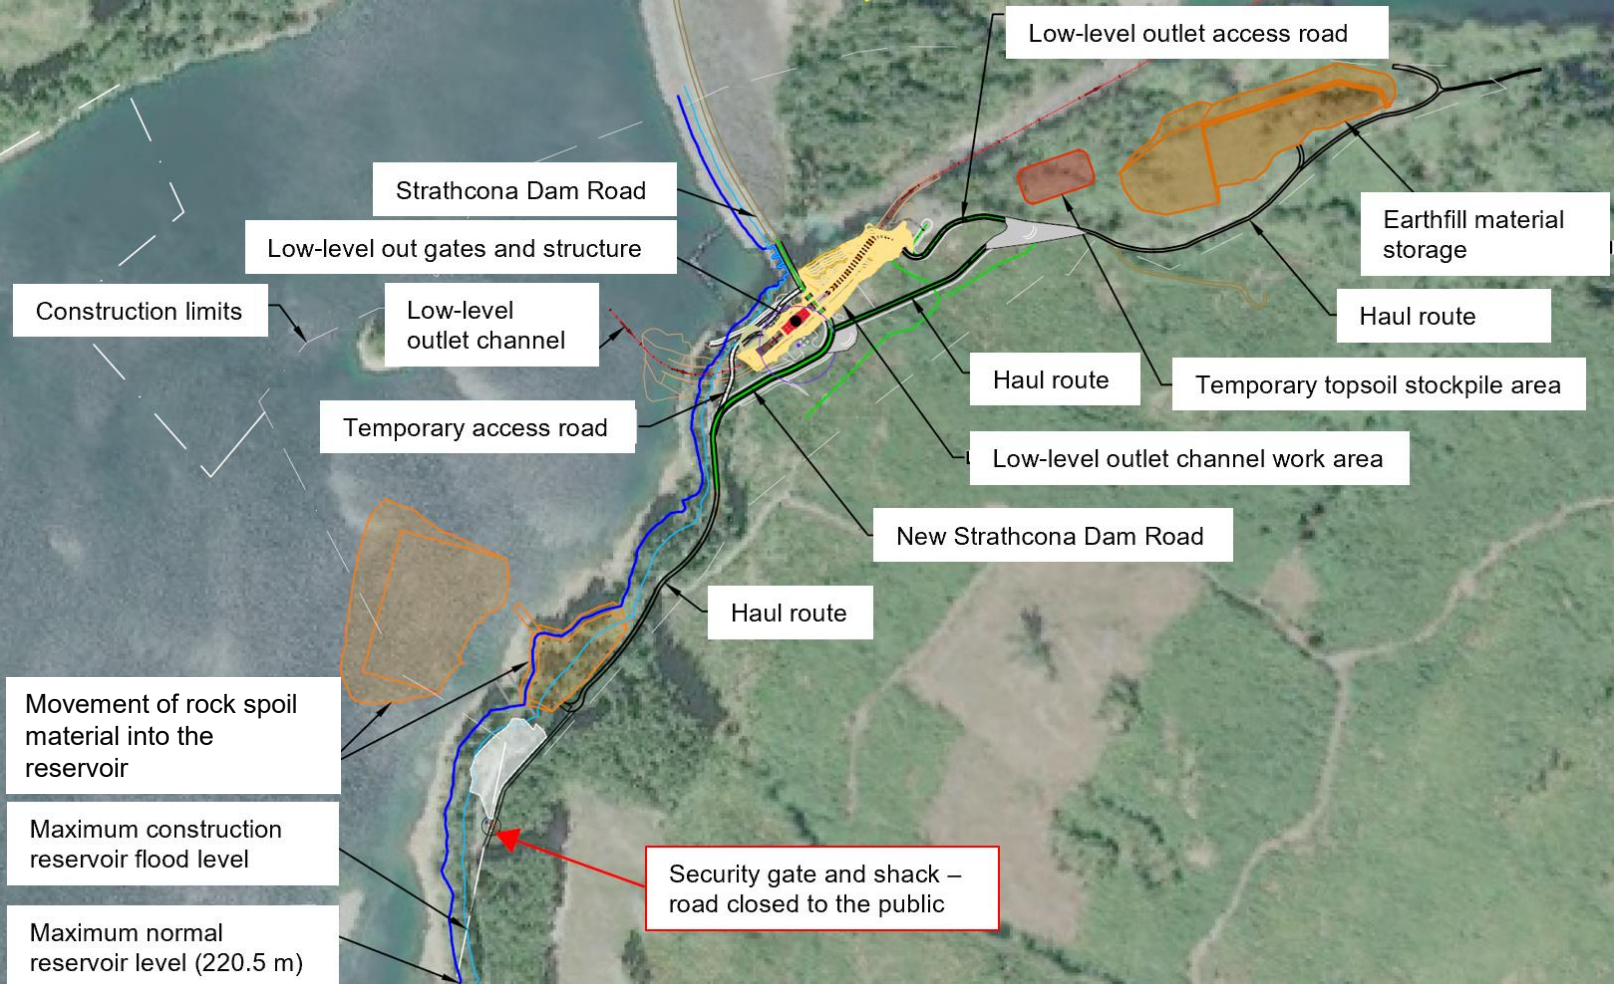 Low-level outlet access road
Strathcona Dam Road
Low-level out gates and structure
Construction limits
Low-level
outlet channel
Earthfill material
storage
Haul route
Haul route
Temporary topsoil stockpile area
Temporary access road
Low-level outlet channel work area
New Strathcona Dam Road
Haul route
Movement of rock spoil
material into the
reservoir
Maximum construction
reservoir flood level
Security gate and shack –
road closed to the public
Maximum normal
reservoir level (220.5 m)